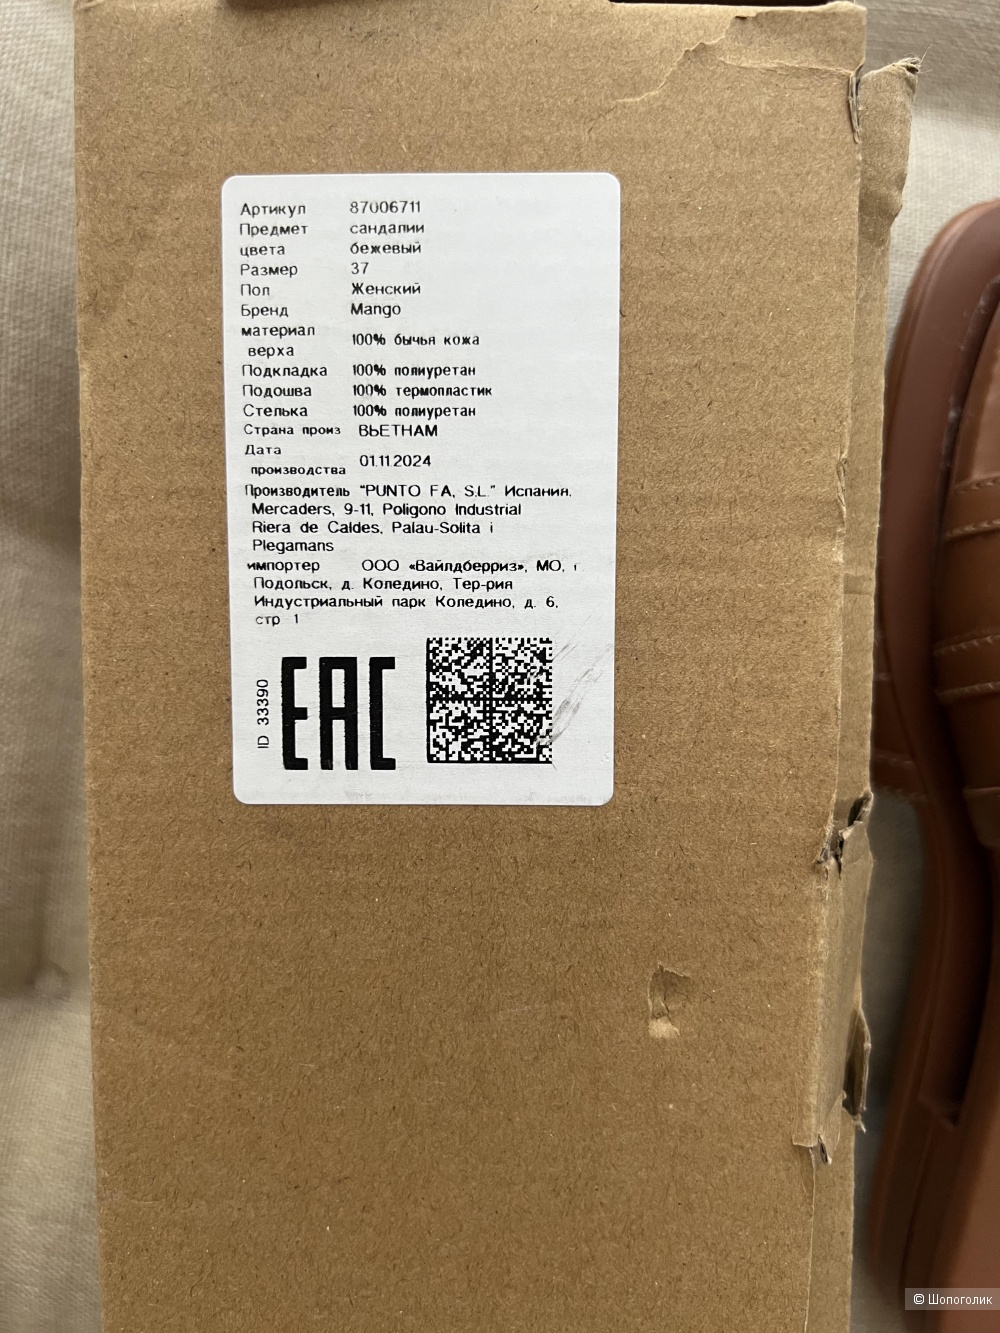 Артикул 87006711
Предмет сандалии
цвета бежевый
Размер 37
Пол Женский
Бренд Mango
материал
верха 100% бычья кожа
Подкладка 100% полиуретан
Подошва 100% термопластик
Стелька 100% полиуретан
Страна произ ВЬЕТНАМ
Дата
производства 01.11.2024
Производитель "PUNTO FA, S.L." Испания,
Mercaders, 9-11, Poligono Industrial
Riera de Caldes, Palau-Solita i
Plegamans
импортер ООО «Вайлдберриз», МО, г
Подольск, д. Коледино, Тер-рия
Индустриальный парк Коледино, д. 6,
стр 1
ID 33390
EAC
© Шопоголик